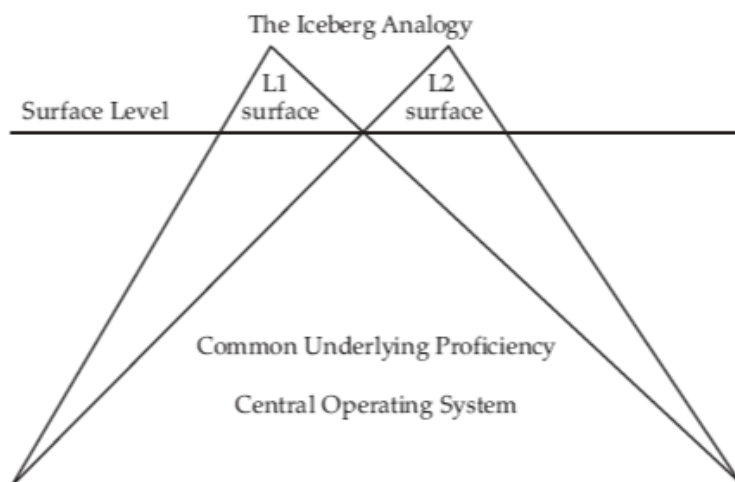 The Iceberg Analogy
L1
surface
L2
surface
Surface Level
Common Underlying Proficiency
Central Operating System